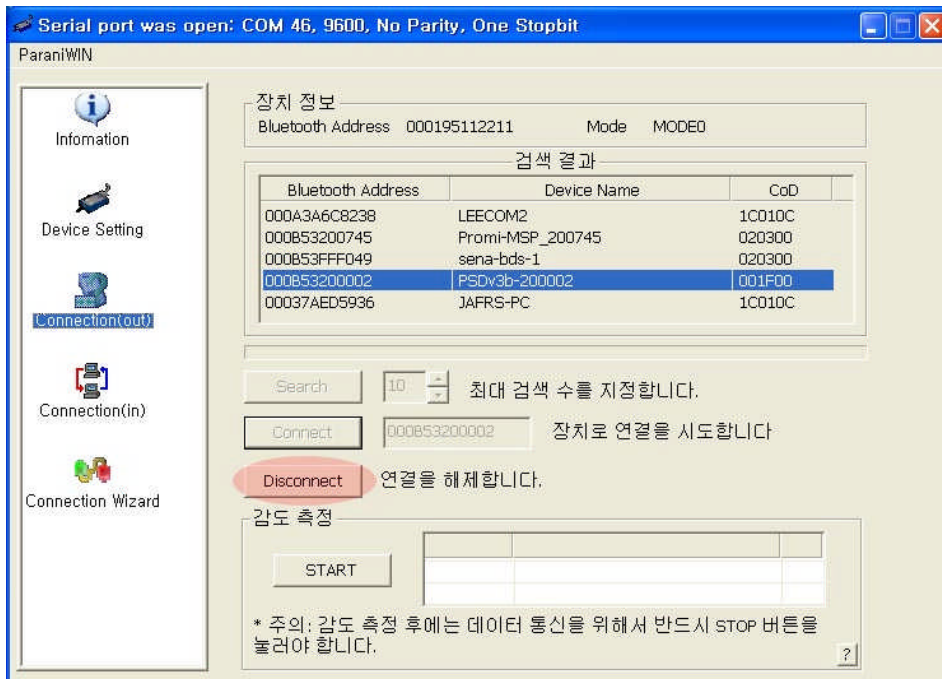 Serial port was open: COM 46, 9600, No Parity, One Stopbit
ParaniWIN
Infomation
Device Setting
Connection(out)
Connection(in)
Connection Wizard
장치 정보
Bluetooth Address 000195112211 Mode MODE0
검색 결과
Bluetooth Address Device Name CoD
000A3A6C8238 LEECOM2 1C010C
000B53200745 Promi-MSP_200745 020300
000B53FFF049 sena-bds-1 020300
000B53200002 PSDv3b-200002 001F00
00037AED5936 JAFRS-PC 1C010C
Search 10 최대 검색 수를 지정합니다.
Connect 000B53200002 장치로 연결을 시도합니다
Disconnect 연결을 해제합니다.
감도 측정
START
* 주의: 감도 측정 후에는 데이터 통신을 위해서 반드시 STOP 버튼을
눌러야 합니다.
?